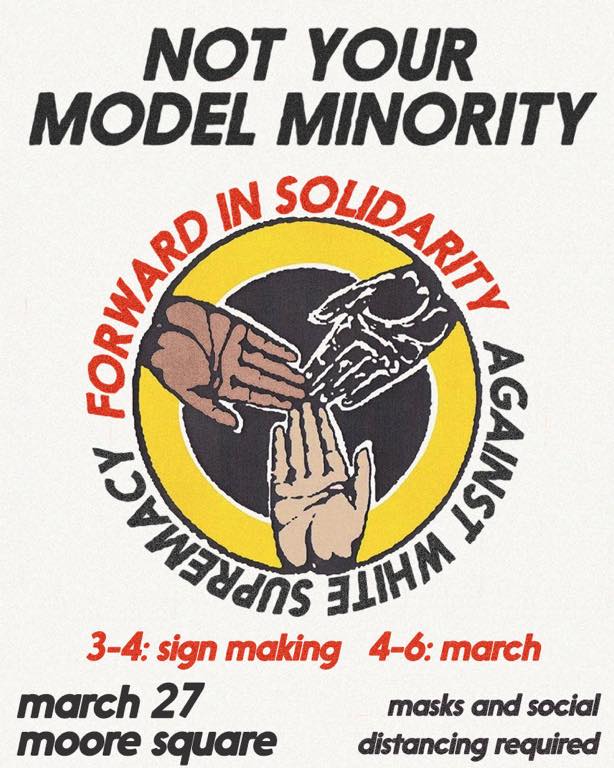 NOT YOUR
MODEL MINORITY
FORWARD IN SOLIDARITY
AGAINST WHITE SUPREMACY
3-4: sign making 4-6: march
march 27
moore square
masks and social
distancing required